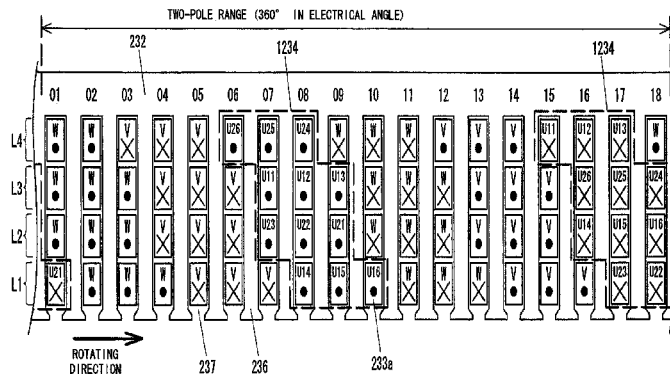 TWO-POLE RANGE (360° IN ELECTRICAL ANGLE)
232 1234 1234
01 02 03 04 05 06 07 08 09 10 11 12 13 14 15 16 17 18
L4 W W V V V U26 U25 U24 W W W V V V U11 U12 U13 W
L3 W W W V V V U11 U12 U13 W W W V V V U26 U25 U24
L2 W W W V V V U23 U22 U21 W W W V V V U14 U15 U16
L1 U21 W W W V V V U14 U15 U16 W W W V V V U23 U22
ROTATING
DIRECTION
237 236 233a